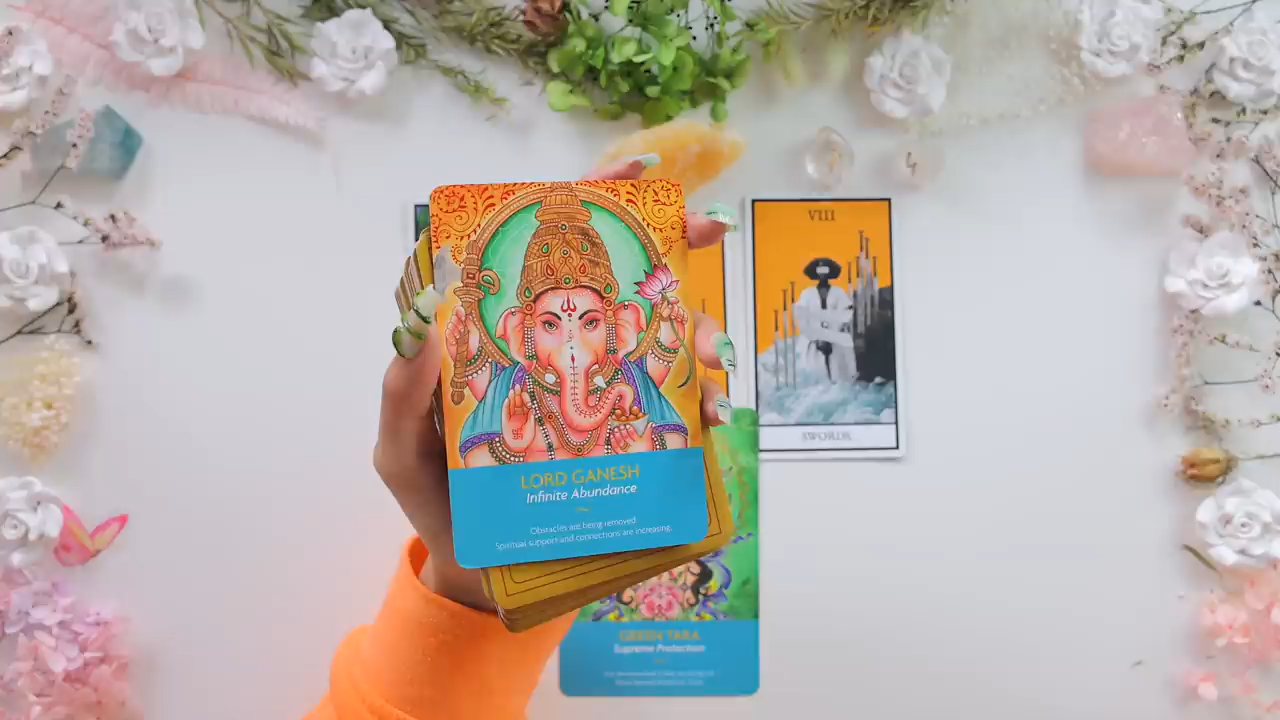 VIII
SWORDS
LORD GANESH
Infinite Abundance
Obstacles are being removed
Spiritual support and connections are increasing.
GREEN TARA
Supreme Protection